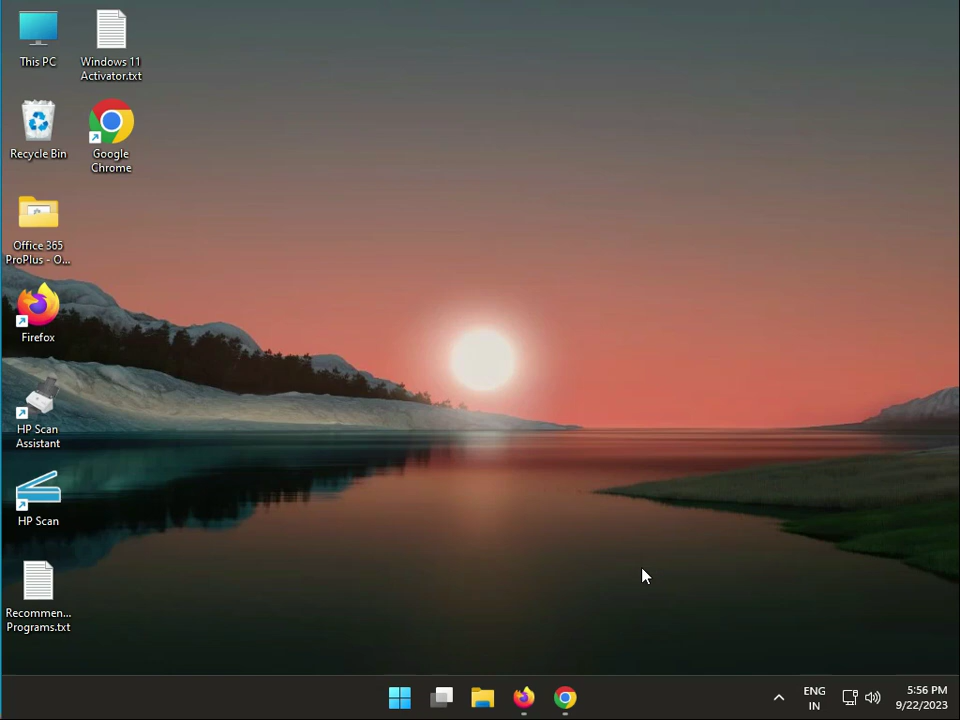 This PC
Windows 11
Activator.txt
Recycle Bin
Google
Chrome
Office 365
ProPlus - O...
Firefox
HP Scan
Assistant
HP Scan
Recommen...
Programs.txt
ENG
IN
5:56 PM
9/22/2023